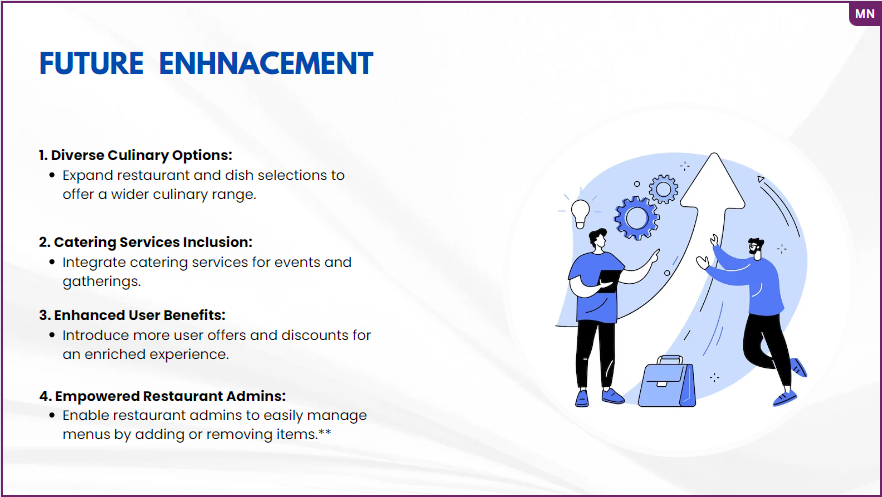 MN
FUTURE ENHNACEMENT
1. Diverse Culinary Options:
• Expand restaurant and dish selections to
offer a wider culinary range.
2. Catering Services Inclusion:
• Integrate catering services for events and
gatherings.
3. Enhanced User Benefits:
• Introduce more user offers and discounts for
an enriched experience.
4. Empowered Restaurant Admins:
• Enable restaurant admins to easily manage
menus by adding or removing items.**